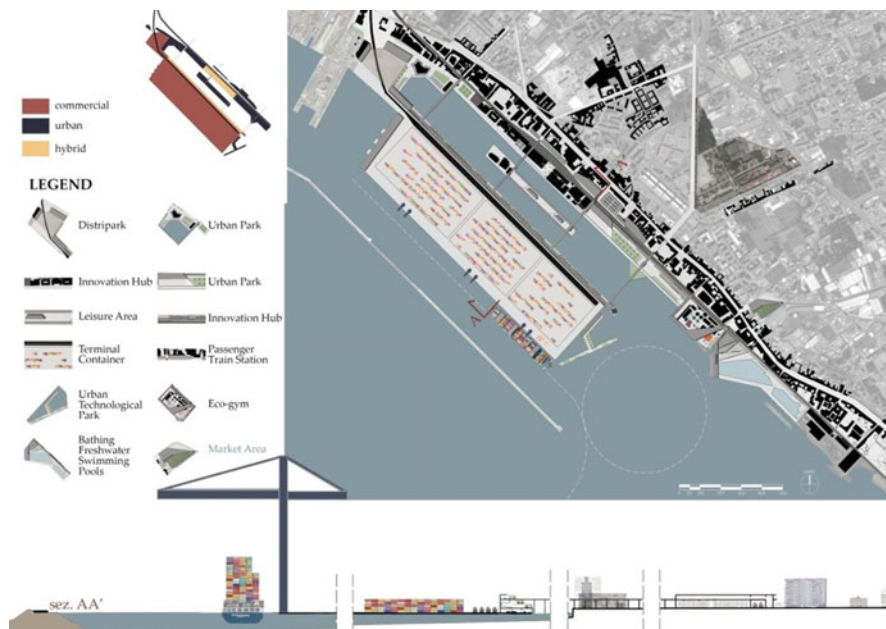 commercial
urban
hybrid
LEGEND
Distripark
Urban Park
Innovation Hub
Urban Park
Leisure Area
Innovation Hub
Terminal
Container
Passenger
Train Station
Urban
Technological
Park
Eco-gym
Bathing
Freshwater
Swimming
Pools
Market Area
A
sez. AA'